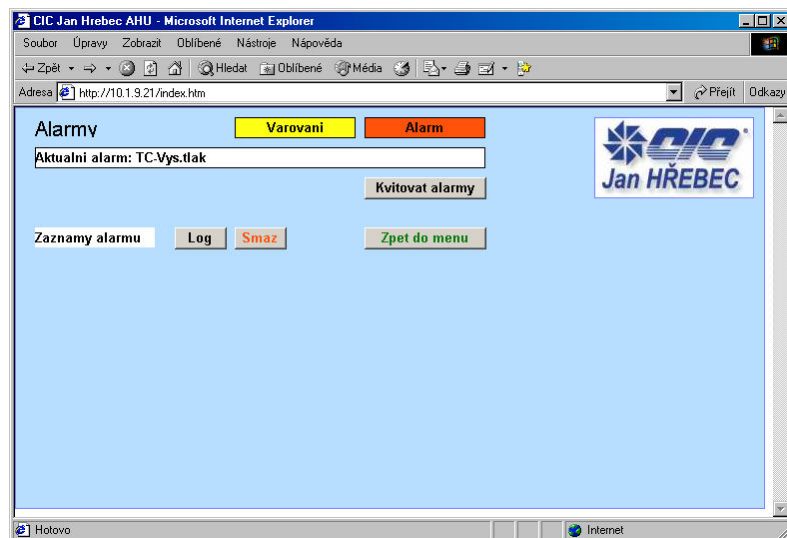 CIC Jan Hrebec AHU - Microsoft Internet Explorer
Soubor Úpravy Zobrazit Oblíbené Nástroje Nápověda
Zpět Hledat Oblíbené Média
Adresa http://10.1.9.21/index.htm Přejít Odkazy
Alarmy Varovani Alarm
CIC
Jan HŘEBEC
Aktualni alarm: TC-Vys.tlak
Kvitovat alarmy
Zaznamy alarmu Log Smaz Zpet do menu
Hotovo Internet